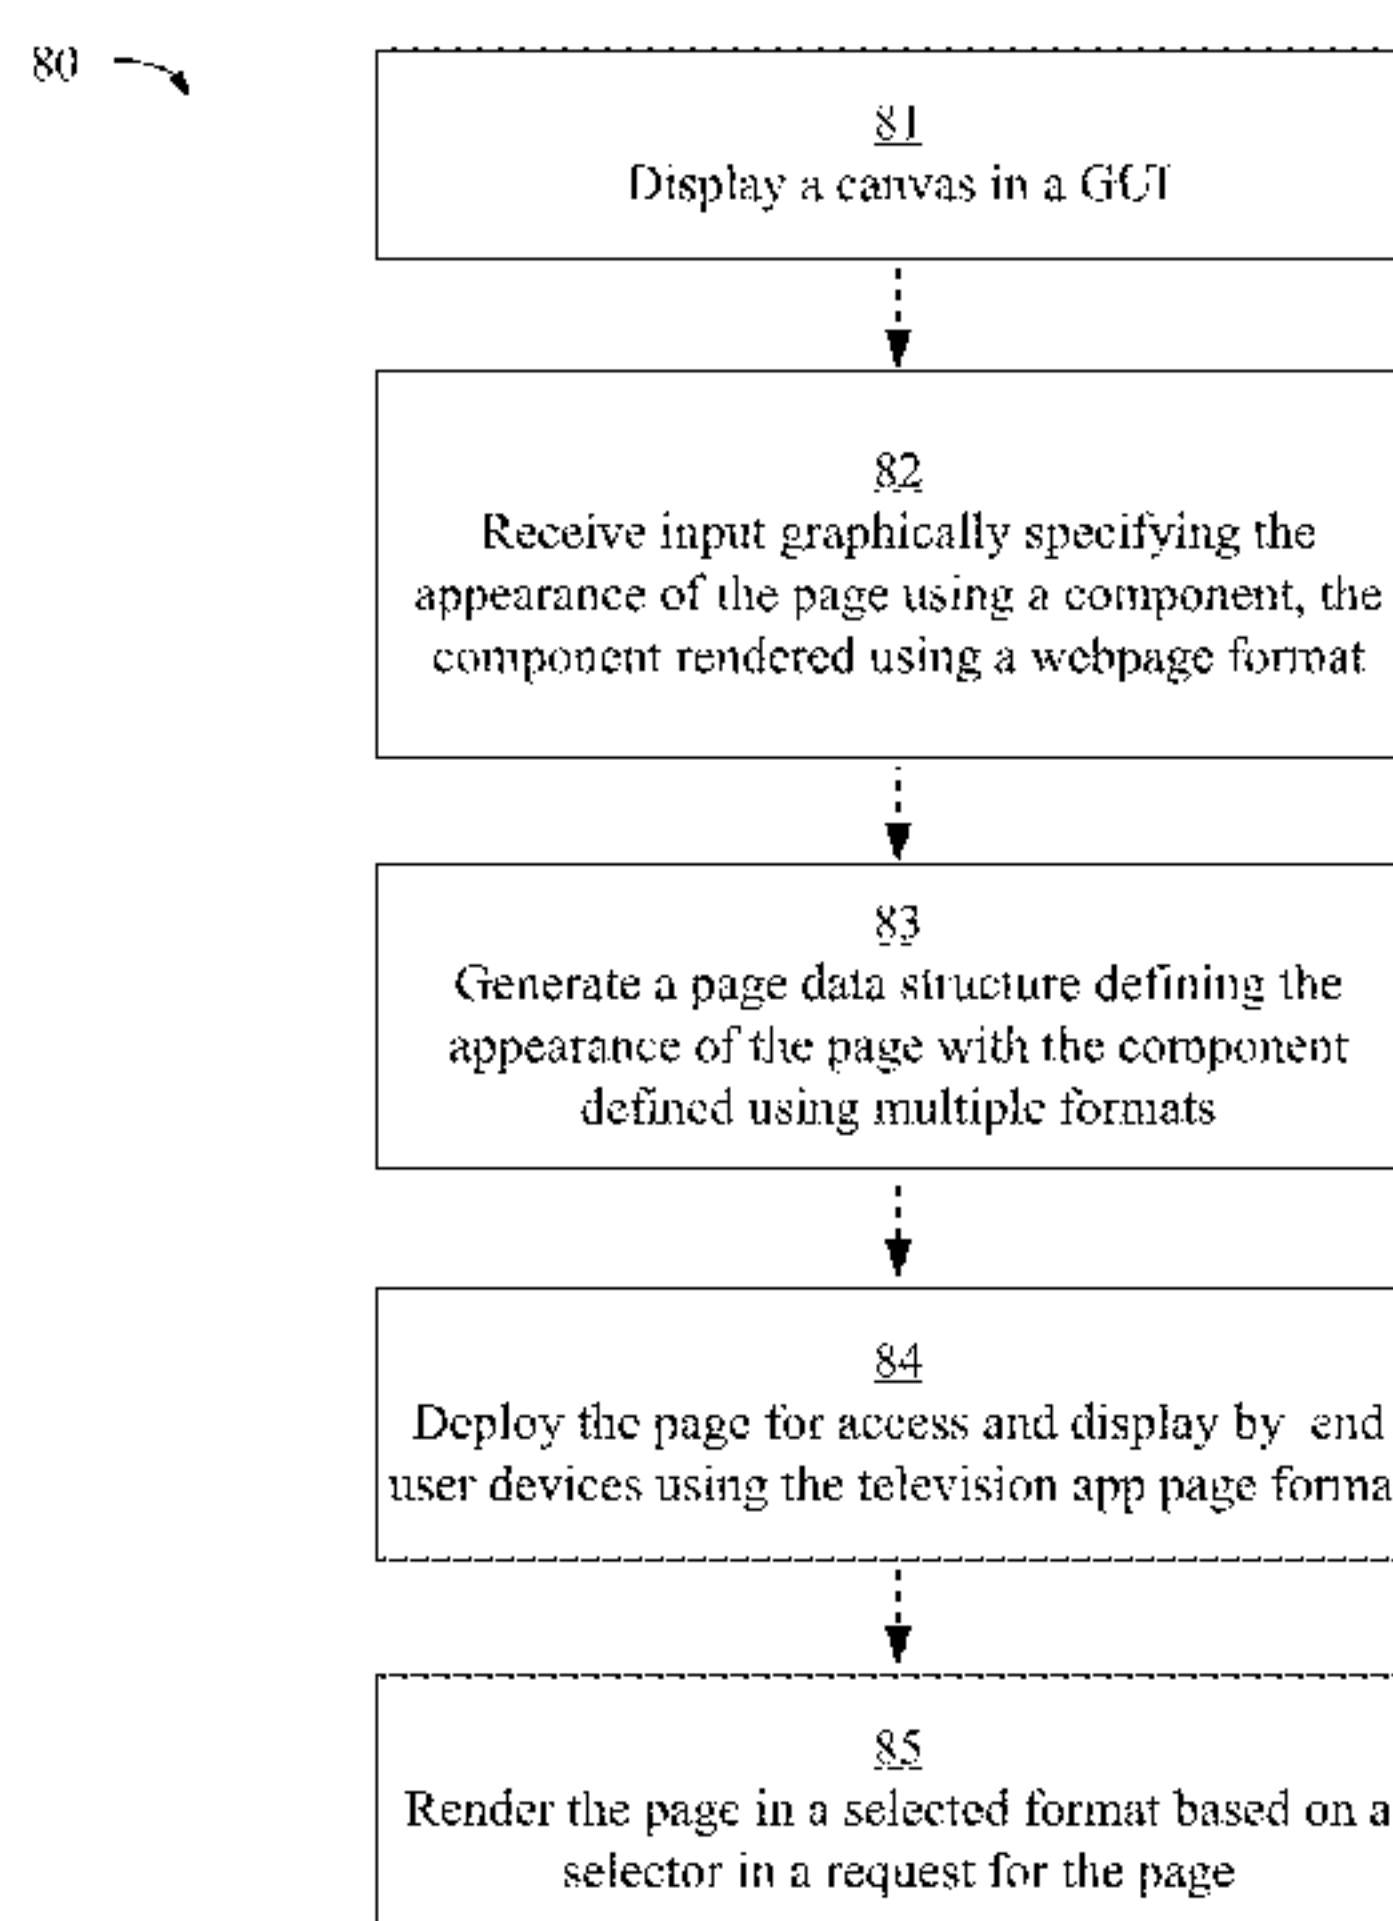 80
81
Display a canvas in a GUI
82
Receive input graphically specifying the
appearance of the page using a component, the
component rendered using a webpage format
83
Generate a page data structure defining the
appearance of the page with the component
defined using multiple formats
84
Deploy the page for access and display by end
user devices using the television app page forma
85
Render the page in a selected format based on a
selector in a request for the page